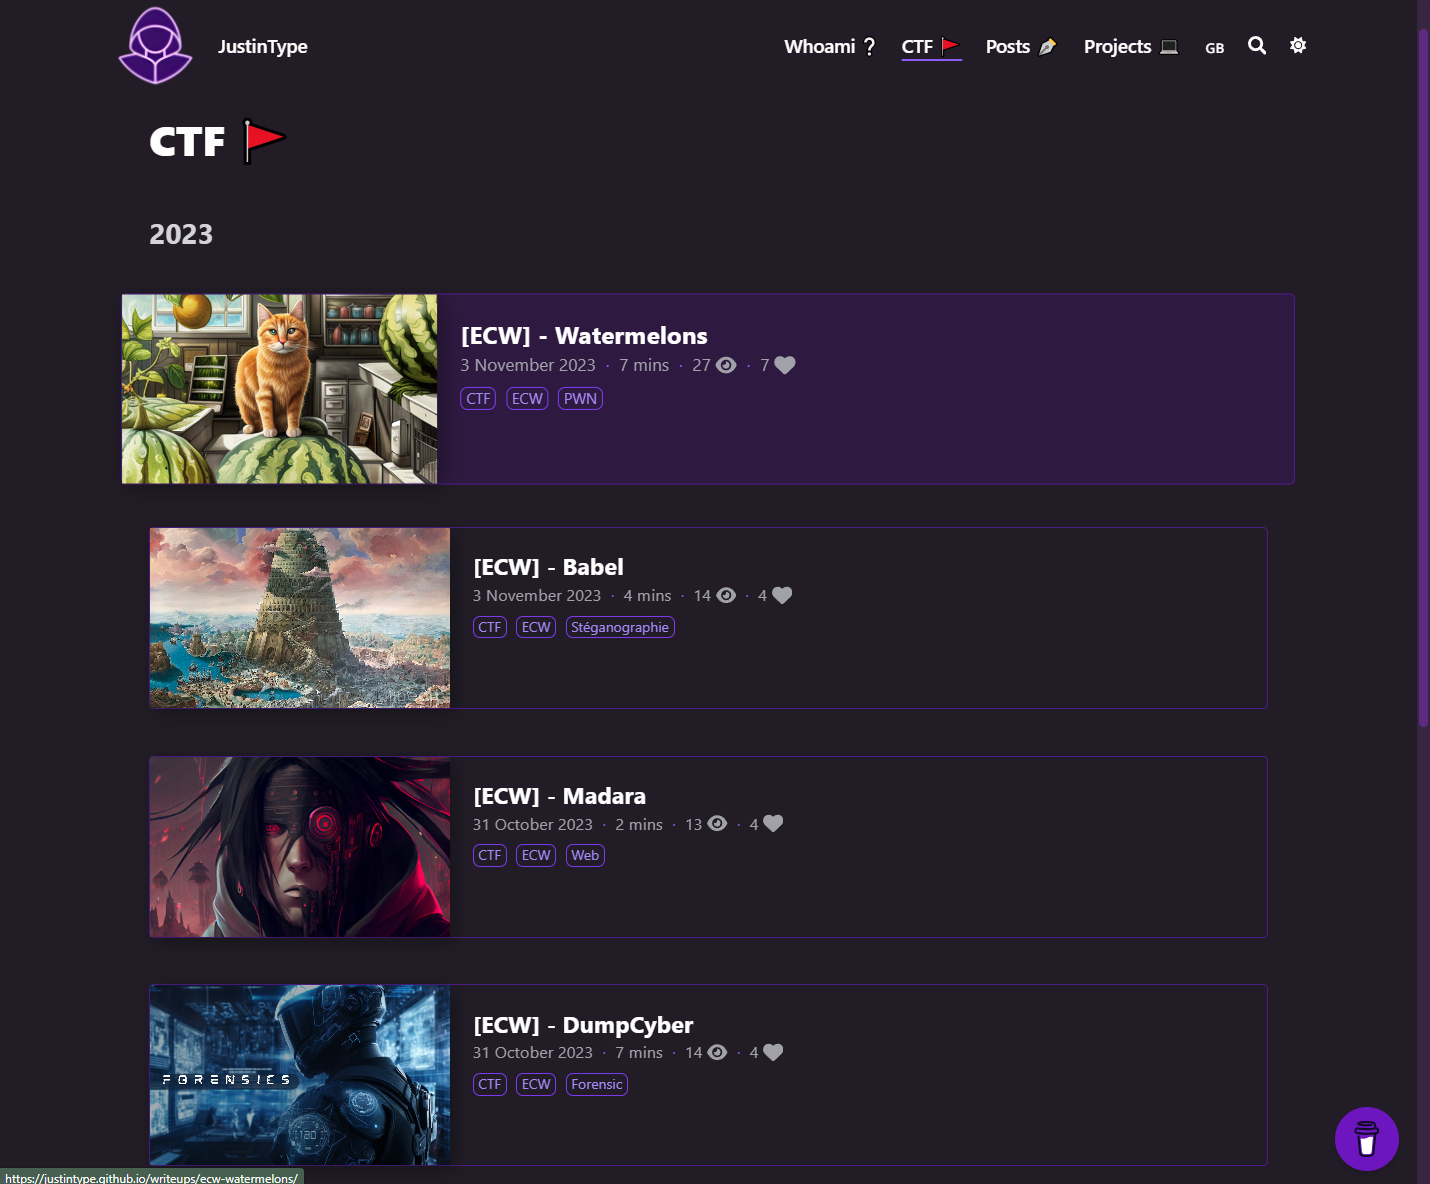 JustinType
Whoami ❓ CTF 🚩 Posts ✒️ Projects 💻 GB
CTF 🚩
2023
[ECW] - Watermelons
3 November 2023 · 7 mins · 27 · 7
CTF ECW PWN
[ECW] - Babel
3 November 2023 · 4 mins · 14 · 4
CTF ECW Stéganographie
[ECW] - Madara
31 October 2023 · 2 mins · 13 · 4
CTF ECW Web
FORENSICS
120
[ECW] - DumpCyber
31 October 2023 · 7 mins · 14 · 4
CTF ECW Forensic
https://justintype.github.io/writeups/ecw-watermelons/